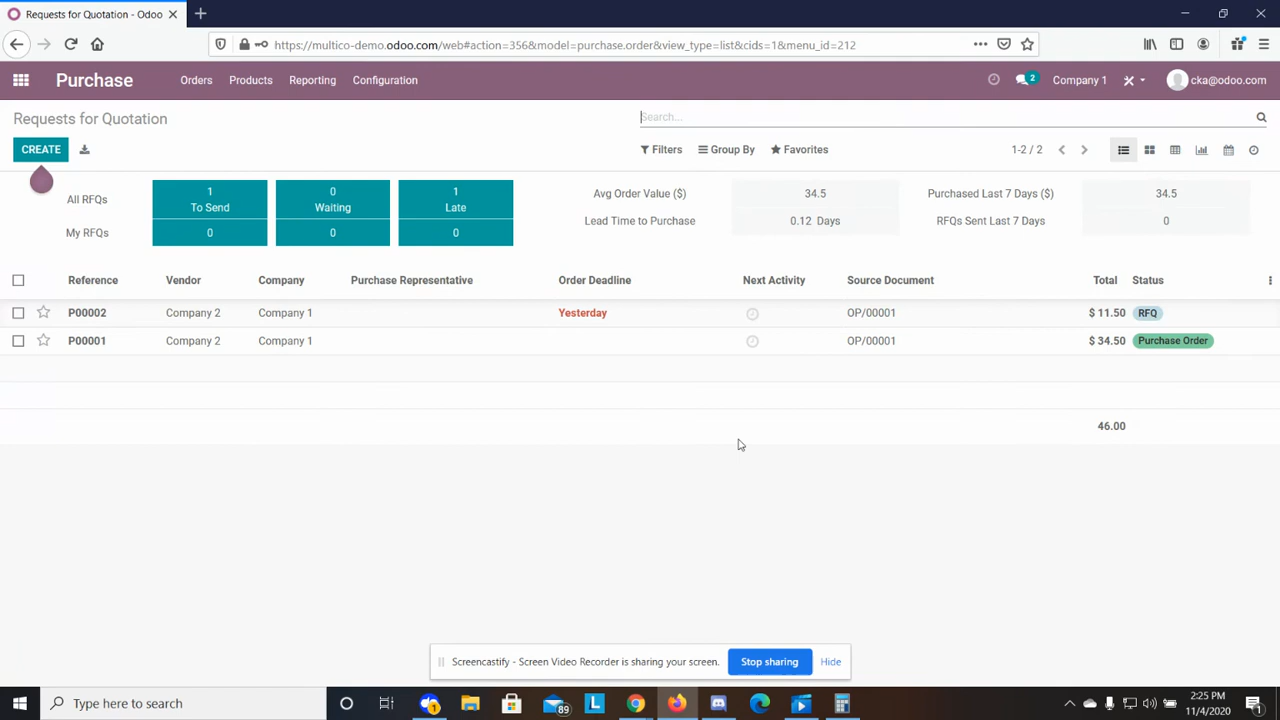 Requests for Quotation - Odoo
https://multico-demo.odoo.com/web#action=356&model=purchase.order&view_type=list&cids=1&menu_id=212
Purchase Orders Products Reporting Configuration 2 Company 1 cka@odoo.com
Requests for Quotation Search...
CREATE Filters Group By Favorites 1-2 / 2
All RFQs 1 To Send 0 Waiting 1 Late Avg Order Value ($) 34.5 Purchased Last 7 Days ($) 34.5
My RFQs 0 0 0 Lead Time to Purchase 0.12 Days RFQs Sent Last 7 Days 0
Reference Vendor Company Purchase Representative Order Deadline Next Activity Source Document Total Status
P00002 Company 2 Company 1 Yesterday OP/00001 $ 11.50 RFQ
P00001 Company 2 Company 1 OP/00001 $ 34.50 Purchase Order
46.00
Screencastify - Screen Video Recorder is sharing your screen. Stop sharing Hide
Type here to search 1 89 L 2:25 PM
11/4/2020 1